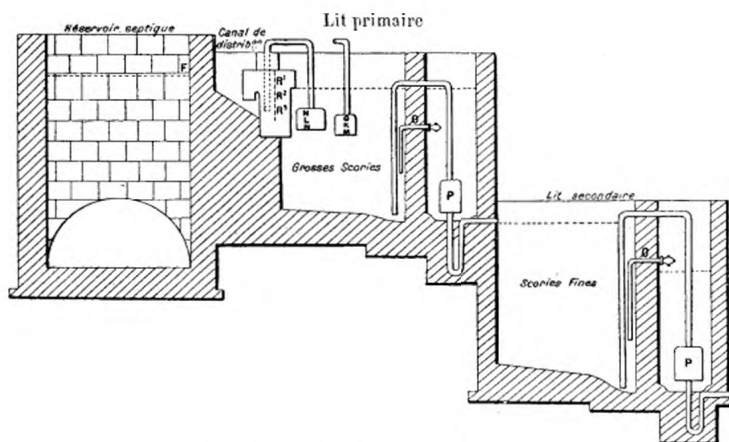 Lit primaire
Réservoir septique
Canal de
distribon
F
R¹
R²
R³
Grosses Scories
B
P
Lit secondaire
B
Scories Fines
P